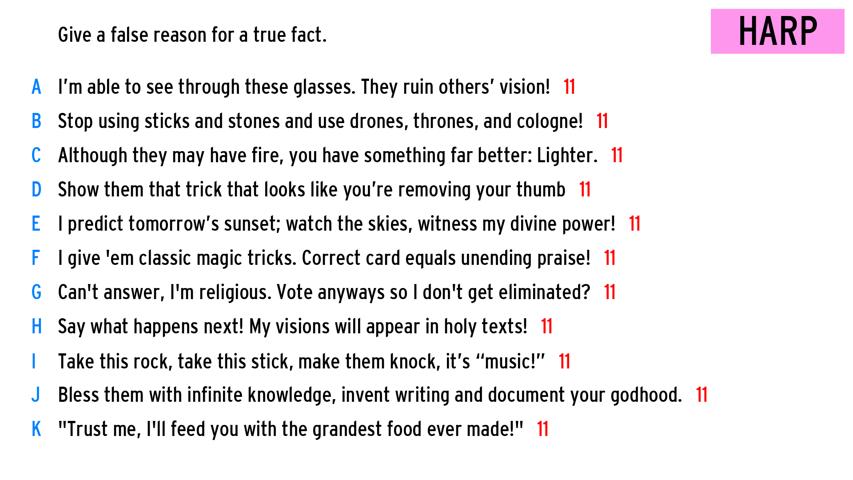 Give a false reason for a true fact.
HARP
A I’m able to see through these glasses. They ruin others’ vision! 11
B Stop using sticks and stones and use drones, thrones, and cologne! 11
C Although they may have fire, you have something far better: Lighter. 11
D Show them that trick that looks like you’re removing your thumb 11
E I predict tomorrow’s sunset; watch the skies, witness my divine power! 11
F I give 'em classic magic tricks. Correct card equals unending praise! 11
G Can't answer, I'm religious. Vote anyways so I don't get eliminated? 11
H Say what happens next! My visions will appear in holy texts! 11
I Take this rock, take this stick, make them knock, it’s “music!” 11
J Bless them with infinite knowledge, invent writing and document your godhood. 11
K "Trust me, I'll feed you with the grandest food ever made!" 11